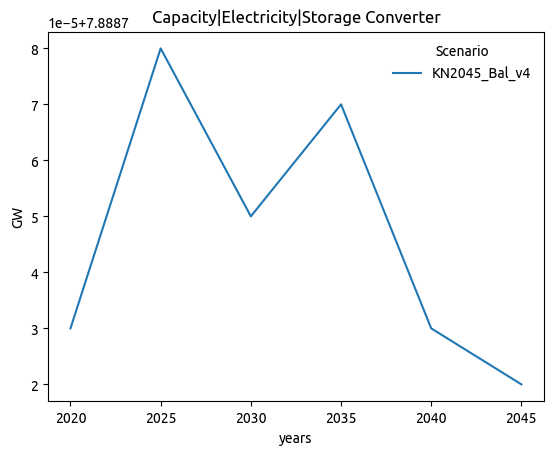 Capacity|Electricity|Storage Converter
1e−5+7.8887
Scenario
KN2045_Bal_v4
8
7
6
5
4
3
2
GW
2020 2025 2030 2035 2040 2045
years